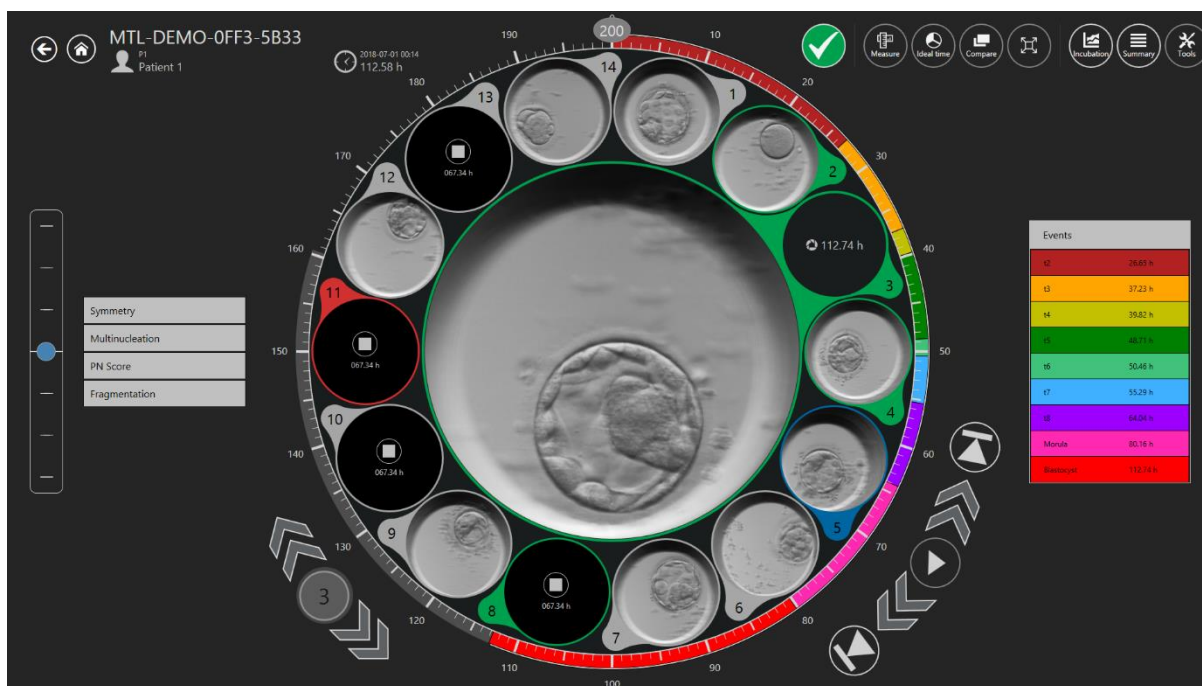 MTL-DEMO-0FF3-5B33
P1
Patient 1
2018-07-01 00:14
112.58 h
Measure
Ideal time
Compare
Incubation
Summary
Tools
200
10
20
30
40
50
60
70
80
90
100
110
120
130
140
150
160
170
180
190
1
2
3
112.74 h
4
5
6
7
8
067.34 h
9
10
067.34 h
11
067.34 h
12
13
067.34 h
14
Symmetry
Multinucleation
PN Score
Fragmentation
3
Events
t2 26.65 h
t3 37.23 h
t4 39.82 h
t5 48.71 h
t6 50.46 h
t7 55.29 h
t8 64.04 h
Morula 80.16 h
Blastocyst 112.74 h